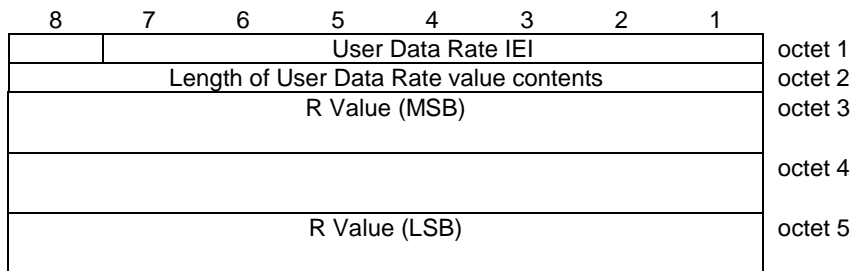 8 7 6 5 4 3 2 1
User Data Rate IEI octet 1
Length of User Data Rate value contents octet 2
R Value (MSB) octet 3
octet 4
R Value (LSB) octet 5